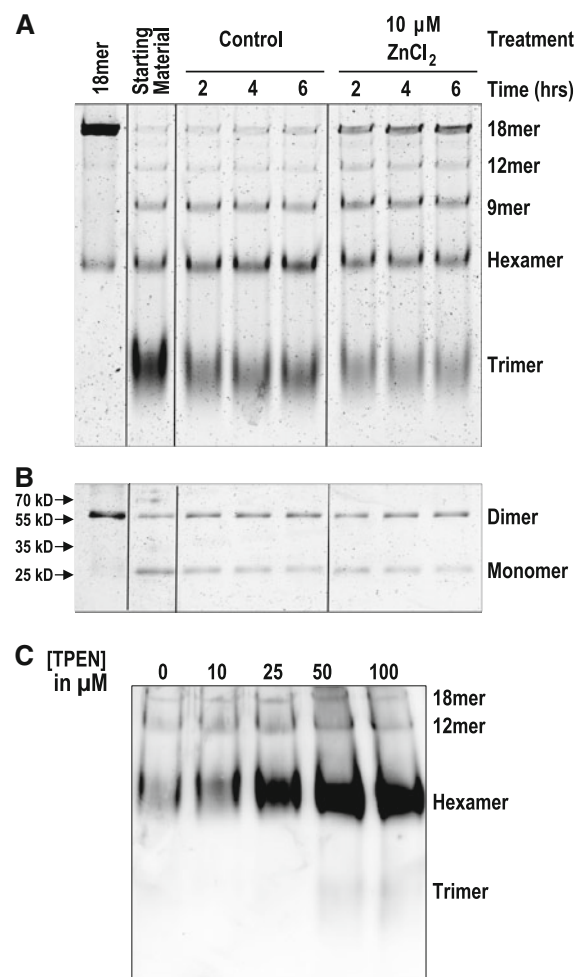 A
18mer
Starting
Material
Control
10 µM
ZnCl2
Treatment
2 4 6 2 4 6 Time (hrs)
18mer
12mer
9mer
Hexamer
Trimer
B
70 kD
55 kD
35 kD
25 kD
Dimer
Monomer
C
[TPEN]
in µM
0 10 25 50 100
18mer
12mer
Hexamer
Trimer